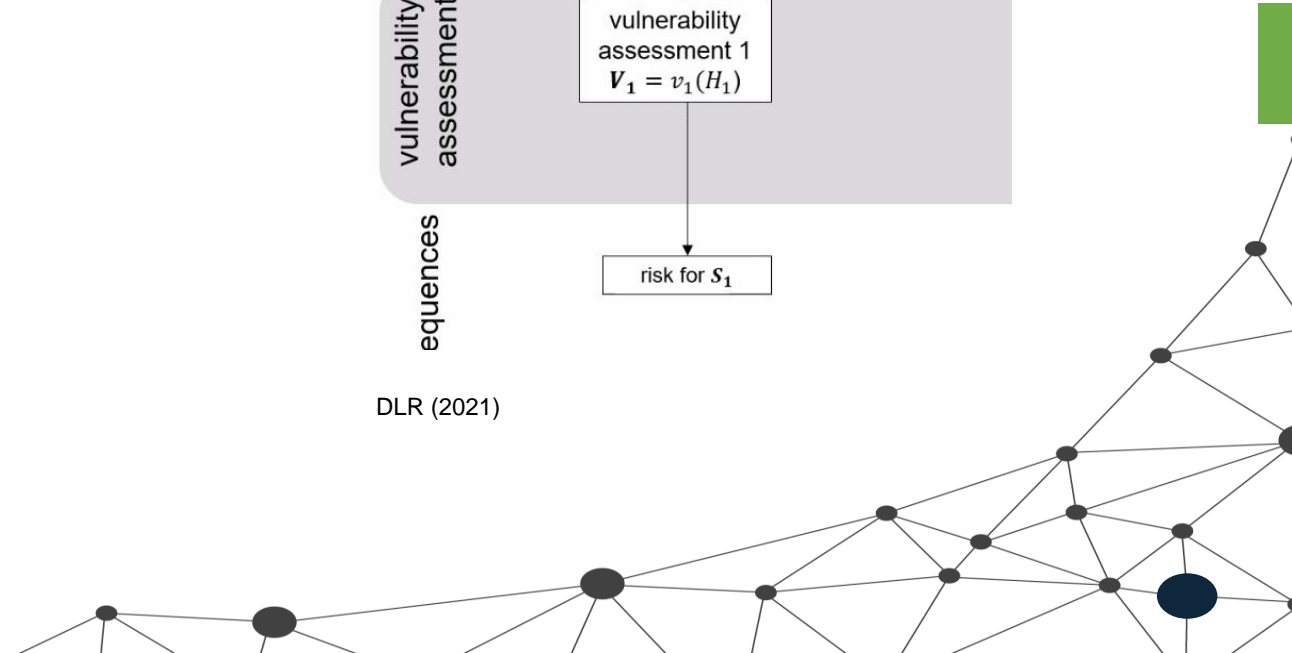 vulnerability
assessment
vulnerability
assessment 1
V₁ = v₁(H₁)
equences
risk for S₁
DLR (2021)